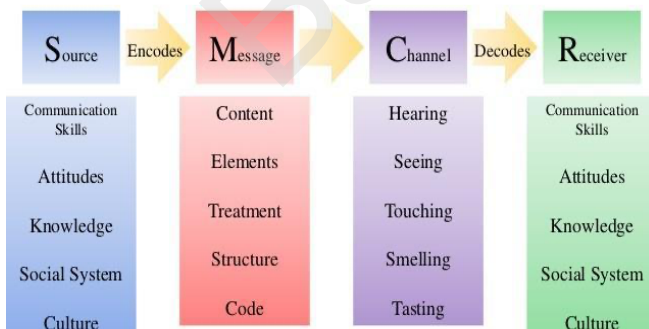 Source Encodes Message Channel Decodes Receiver
Communication
Skills
Attitudes
Knowledge
Social System
Culture
Content
Elements
Treatment
Structure
Code
Hearing
Seeing
Touching
Smelling
Tasting
Communication
Skills
Attitudes
Knowledge
Social System
Culture